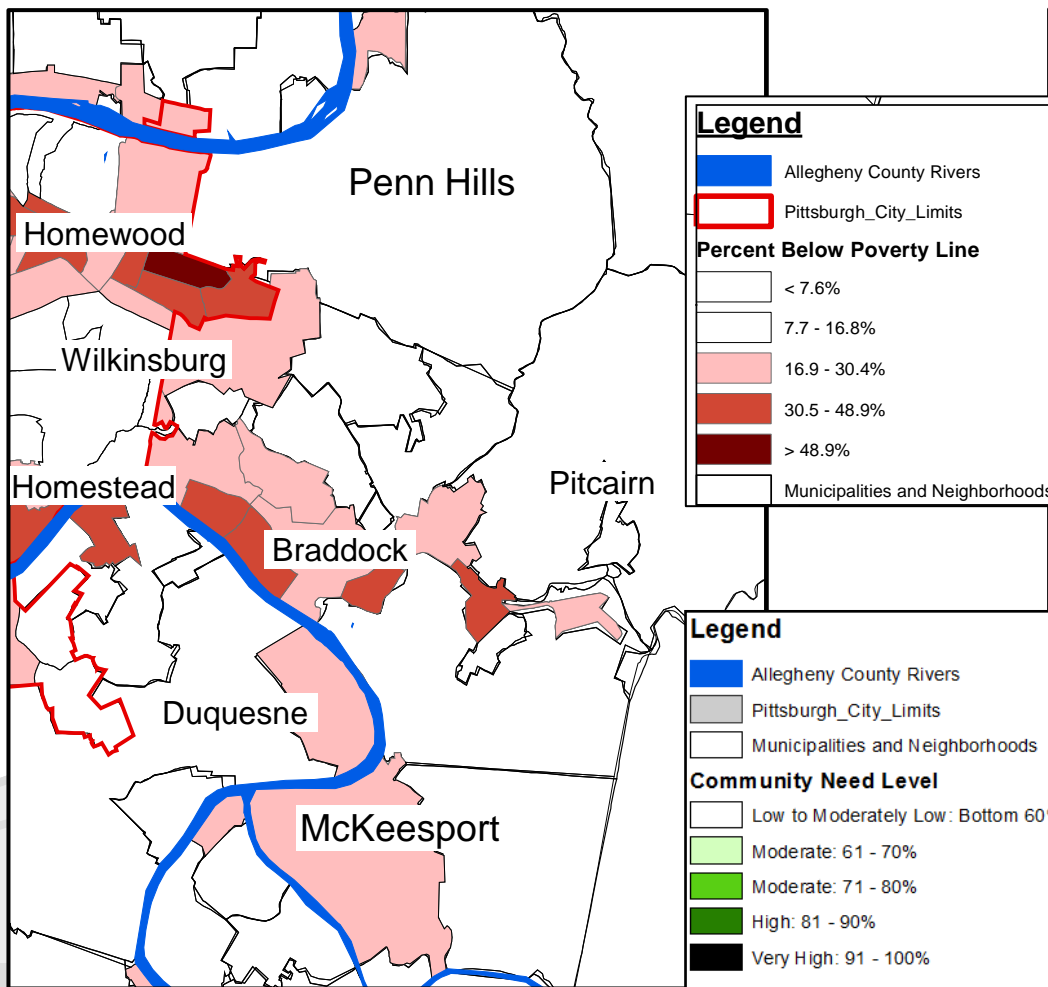 Penn Hills
Homewood
Wilkinsburg
Homestead
Pitcairn
Braddock
Duquesne
McKeesport
Legend
Allegheny County Rivers
Pittsburgh_City_Limits
Percent Below Poverty Line
< 7.6%
7.7 - 16.8%
16.9 - 30.4%
30.5 - 48.9%
> 48.9%
Municipalities and Neighborhoods
Legend
Allegheny County Rivers
Pittsburgh_City_Limits
Municipalities and Neighborhoods
Community Need Level
Low to Moderately Low: Bottom 60%
Moderate: 61 - 70%
Moderate: 71 - 80%
High: 81 - 90%
Very High: 91 - 100%